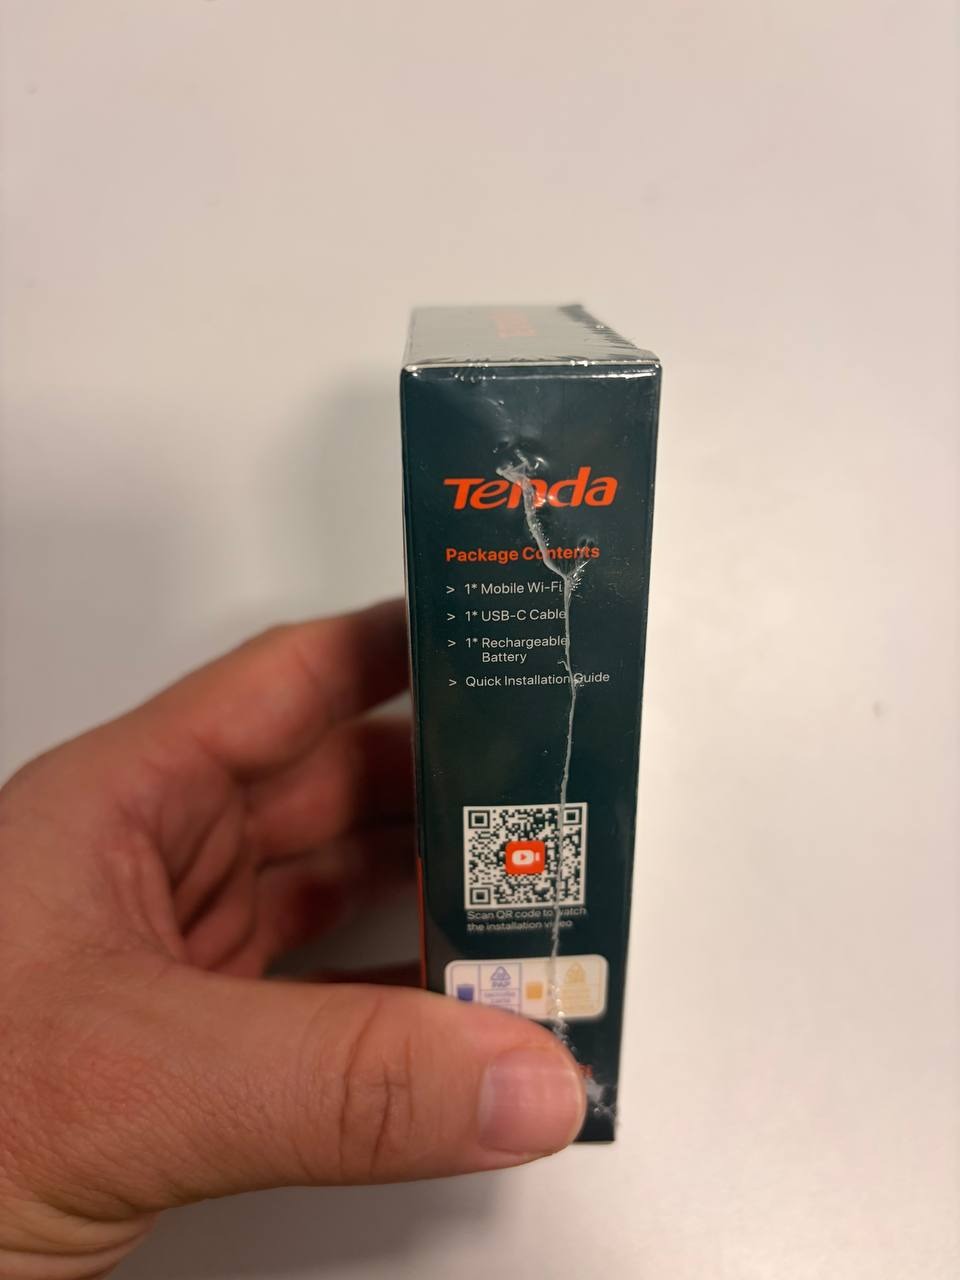 Tenda
Package Contents
> 1* Mobile Wi-Fi
> 1* USB-C Cable
> 1* Rechargeable
Battery
> Quick Installation Guide
Scan QR code to watch
the installation video
PAP